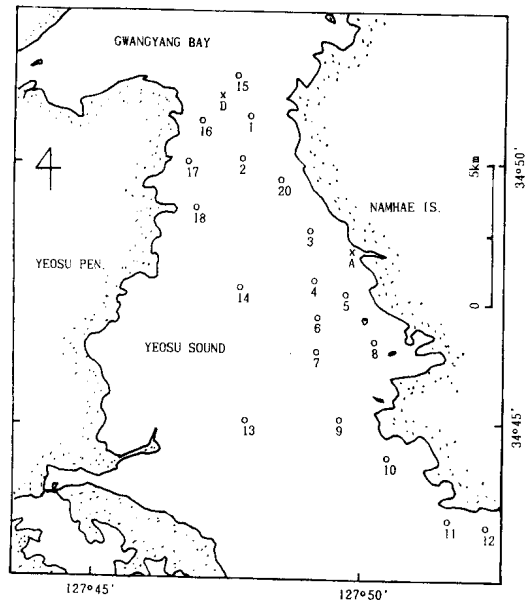 GWANGYANG BAY
15
x
D
16
1
17
2
34°50'
20
5km
18
NAMHAE IS.
3
x
A
YEOSU PEN.
14
4
5
0
6
YEOSU SOUND
7
8
13
9
34°45'
10
11
12
127°45'
127°50'